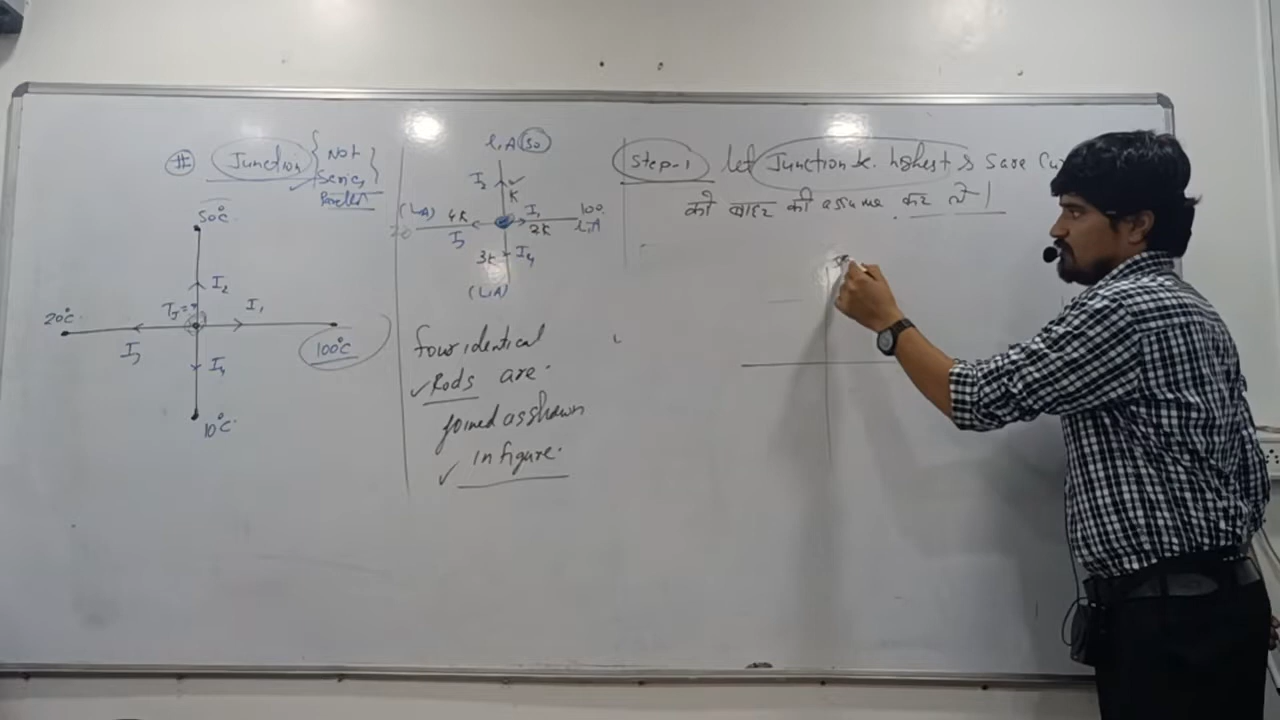 # Junction { Not
Series
Parallel }
50°C
I₂
TJ = ?
I₁
20°C
100°C
I₃
I₄
10°C
l,A 50
I₂
K
(L,A)
4K
I₁
100
I₃
2K
l,A
3K
I₄
(L,A)
four identical
Rods are
joined as shown
in figure.
Step-1 let Junction is highest & sare
को बाहर की assume कर ले।